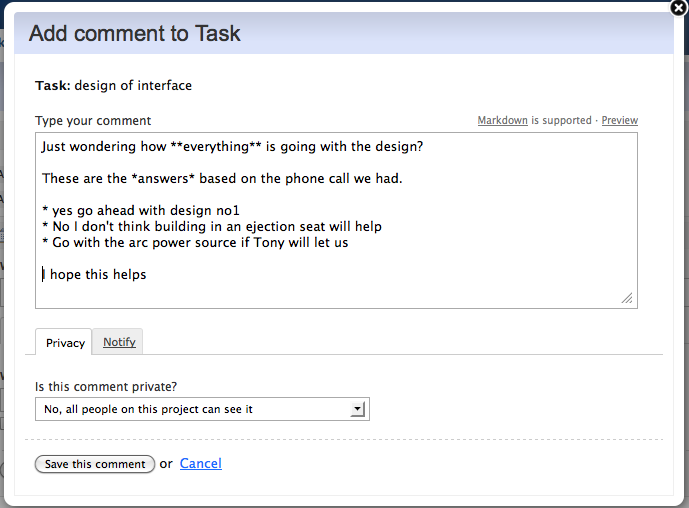 Add comment to Task
Task: design of interface
Type your comment
Markdown is supported · Preview
Just wondering how **everything** is going with the design?
These are the *answers* based on the phone call we had.
* yes go ahead with design no1
* No I don't think building in an ejection seat will help
* Go with the arc power source if Tony will let us
I hope this helps
Privacy
Notify
Is this comment private?
No, all people on this project can see it
Save this comment or Cancel